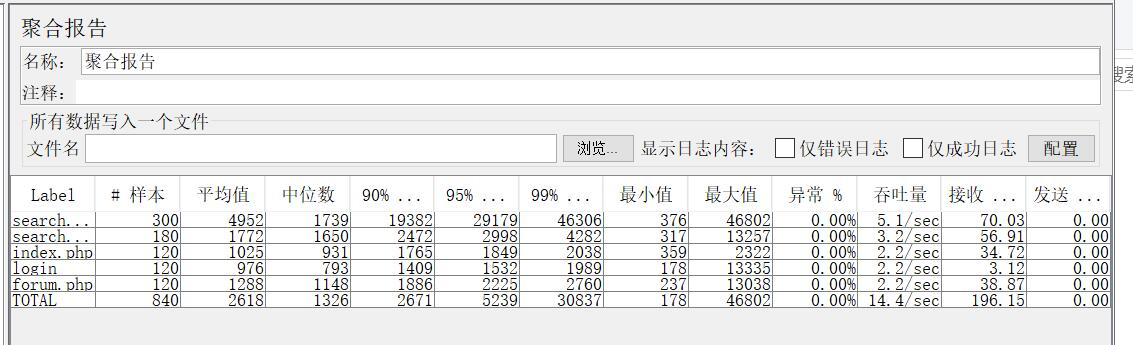 聚合报告
名称： 聚合报告
注释：
所有数据写入一个文件
文件名 浏览... 显示日志内容： 仅错误日志 仅成功日志 配置
Label # 样本 平均值 中位数 90% ... 95% ... 99% ... 最小值 最大值 异常 % 吞吐量 接收 ... 发送 ...
search... 300 4952 1739 19382 29179 46306 376 46802 0.00% 5.1/sec 70.03 0.00
search... 180 1772 1650 2472 2998 4282 317 13257 0.00% 3.2/sec 56.91 0.00
index.php 120 1025 931 1765 1849 2038 359 2322 0.00% 2.2/sec 34.72 0.00
login 120 976 793 1409 1532 1989 178 13335 0.00% 2.2/sec 3.12 0.00
forum.php 120 1288 1148 1886 2225 2760 237 13038 0.00% 2.2/sec 38.87 0.00
TOTAL 840 2618 1326 2671 5239 30837 178 46802 0.00% 14.4/sec 196.15 0.00